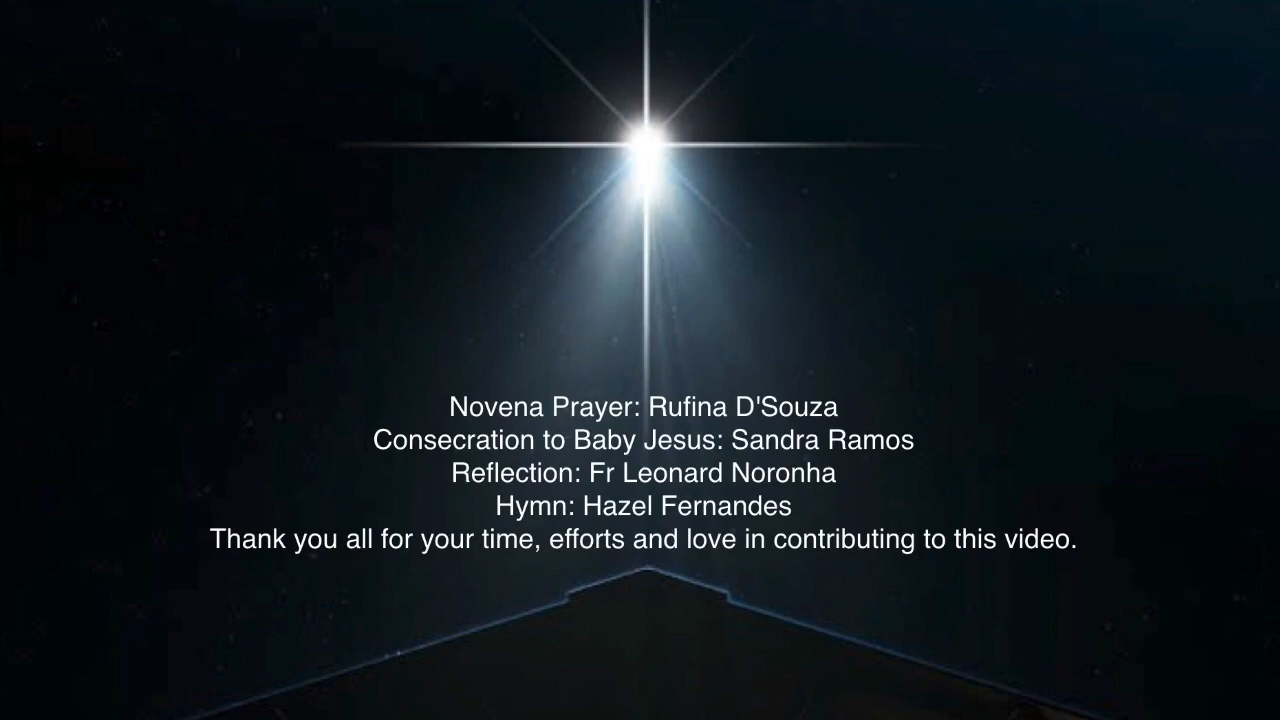 Novena Prayer: Rufina D'Souza
Consecration to Baby Jesus: Sandra Ramos
Reflection: Fr Leonard Noronha
Hymn: Hazel Fernandes
Thank you all for your time, efforts and love in contributing to this video.